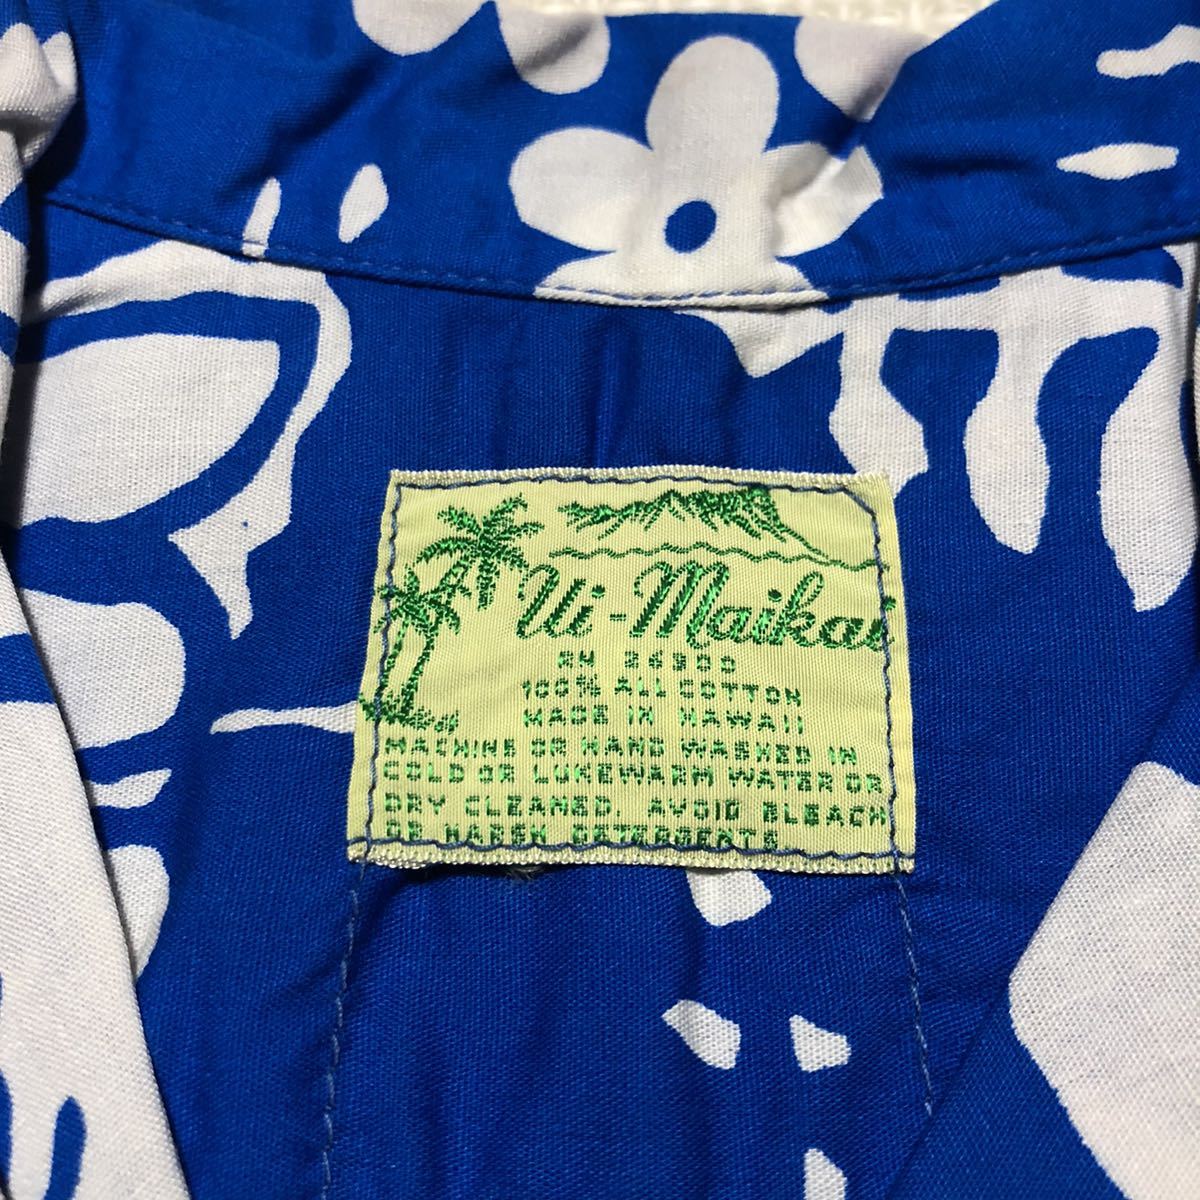 Ui-Maikai
RN 26300
100% ALL COTTON
MADE IN HAWAII
MACHINE OR HAND WASHED IN
COLD OR LUKEWARM WATER OR
DRY CLEANED. AVOID BLEACH
OR HARSH DETERGENTS